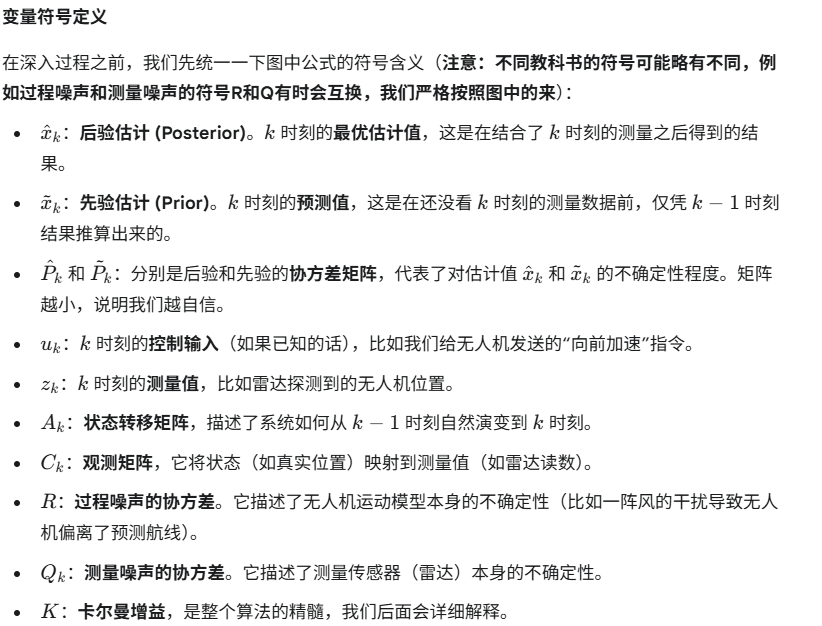 变量符号定义
在深入过程之前，我们先统一一下图中公式的符号含义（注意：不同教科书的符号可能略有不同，例
如过程噪声和测量噪声的符号R和Q有时会互换，我们严格按照图中的来）：
• x̂ₖ：后验估计 (Posterior)。k 时刻的最优估计值，这是在结合了 k 时刻的测量之后得到的结
果。
• x̃ₖ：先验估计 (Prior)。k 时刻的预测值，这是在还没看 k 时刻的测量数据前，仅凭 k − 1 时刻
结果推算出来的。
• P̂ₖ 和 P̃ₖ：分别是后验和先验的协方差矩阵，代表了对估计值 x̂ₖ 和 x̃ₖ 的不确定性程度。矩阵
越小，说明我们越自信。
• uₖ：k 时刻的控制输入（如果已知的话），比如我们给无人机发送的“向前加速”指令。
• zₖ：k 时刻的测量值，比如雷达探测到的无人机位置。
• Aₖ：状态转移矩阵，描述了系统如何从 k − 1 时刻自然演变到 k 时刻。
• Cₖ：观测矩阵，它将状态（如真实位置）映射到测量值（如雷达读数）。
• R：过程噪声的协方差。它描述了无人机运动模型本身的不确定性（比如一阵风的干扰导致无人
机偏离了预测航线）。
• Qₖ：测量噪声的协方差。它描述了测量传感器（雷达）本身的不确定性。
• K：卡尔曼增益，是整个算法的精髓，我们后面会详细解释。